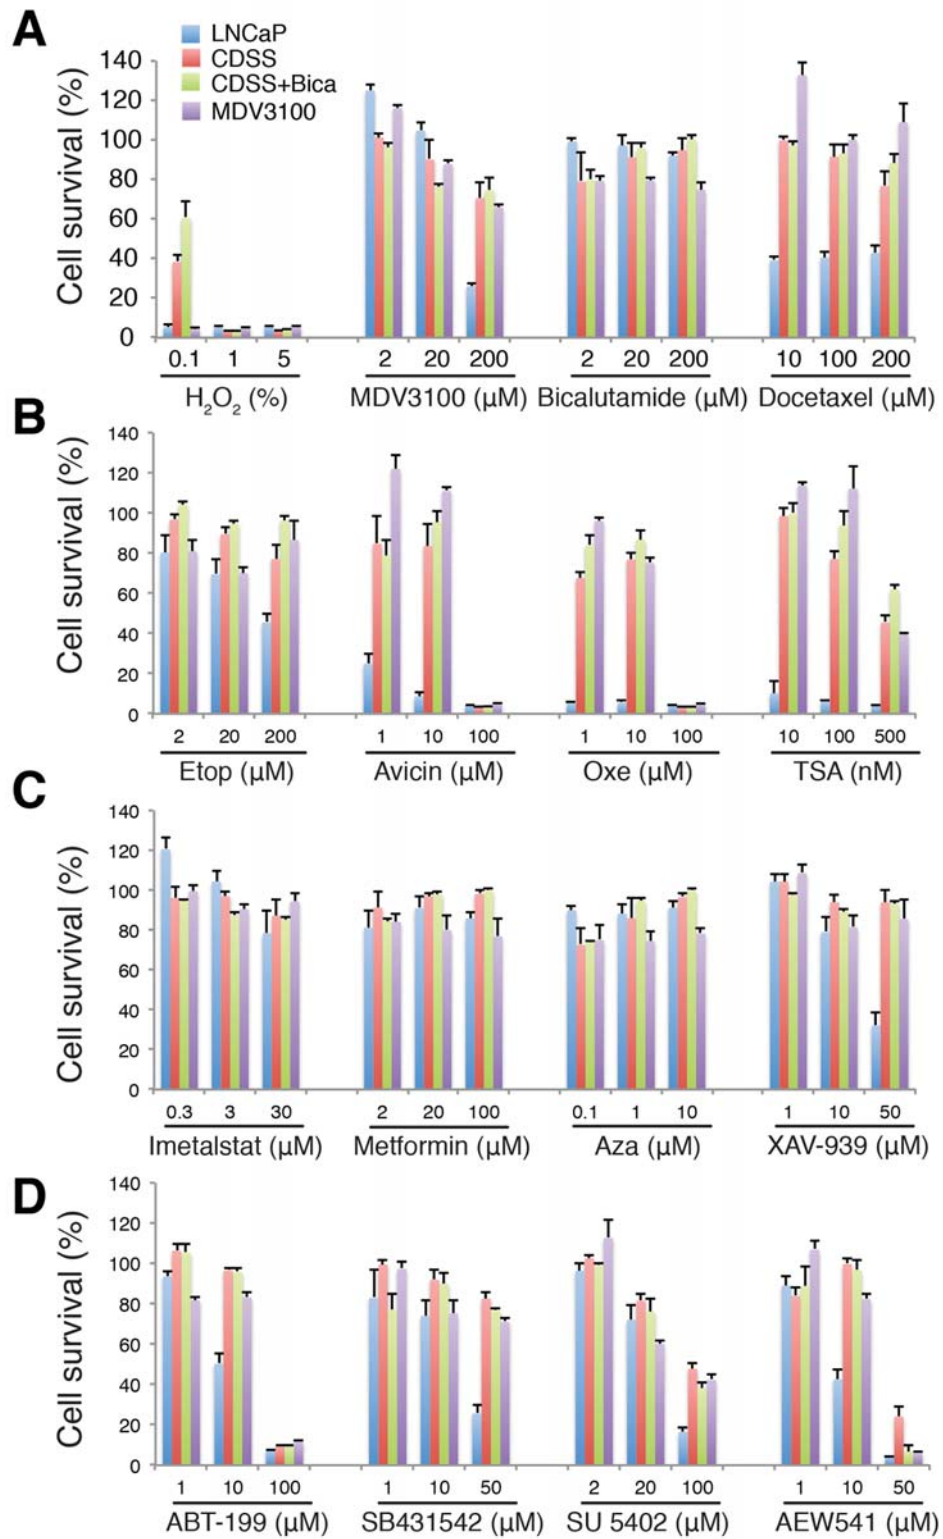 A
LNCaP
CDSS
CDSS+Bica
MDV3100
Cell survival (%)
140
120
100
80
60
40
20
0
0.1 1 5 2 20 200 2 20 200 10 100 200
H₂O₂ (%) MDV3100 (µM) Bicalutamide (µM) Docetaxel (µM)
B
Cell survival (%)
140
120
100
80
60
40
20
0
2 20 200 1 10 100 1 10 100 10 100 500
Etop (µM) Avicin (µM) Oxe (µM) TSA (nM)
C
Cell survival (%)
140
120
100
80
60
40
20
0
0.3 3 30 2 20 100 0.1 1 10 1 10 50
Imetalstat (µM) Metformin (µM) Aza (µM) XAV-939 (µM)
D
Cell survival (%)
140
120
100
80
60
40
20
0
1 10 100 1 10 50 2 20 100 1 10 50
ABT-199 (µM) SB431542 (µM) SU 5402 (µM) AEW541 (µM)